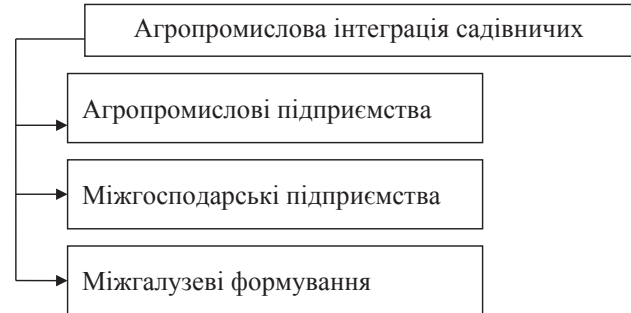 Агропромислова інтеграція садівничих
Агропромислові підприємства
Міжгосподарські підприємства
Міжгалузеві формування